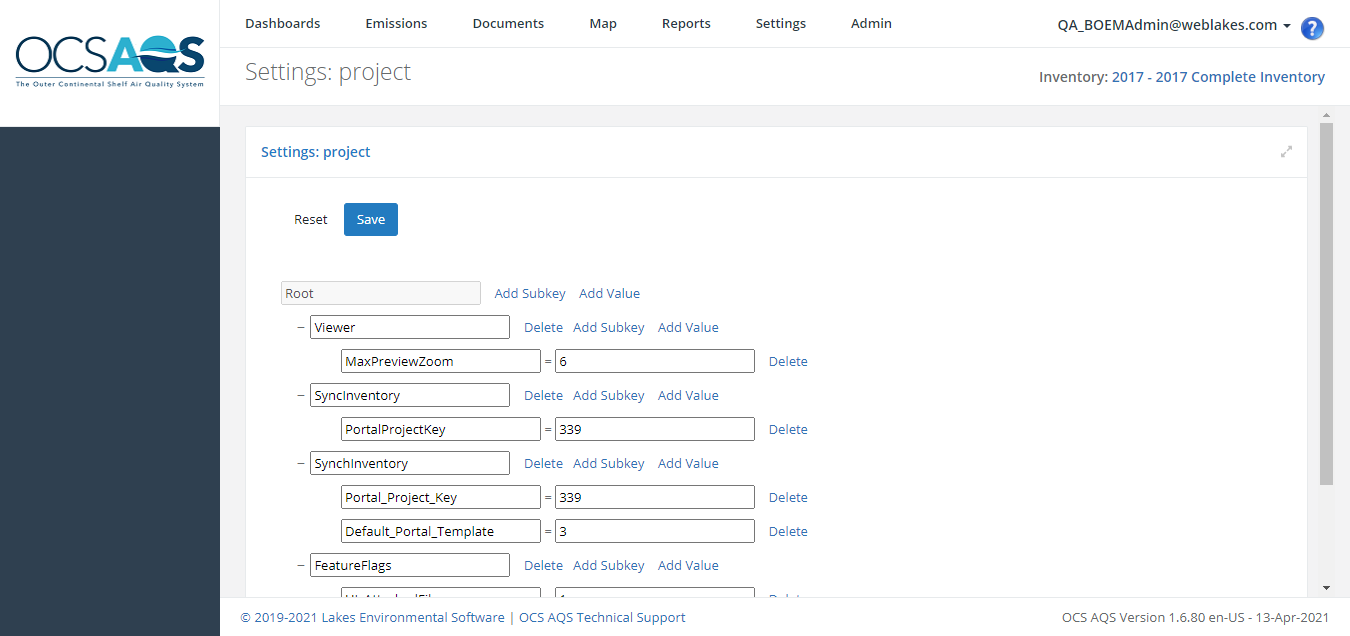 Dashboards Emissions Documents Map Reports Settings Admin QA_BOEMAdmin@weblakes.com ?
OCSAQS
The Outer Continental Shelf Air Quality System
Settings: project
Inventory: 2017 - 2017 Complete Inventory
Settings: project
Reset Save
Root Add Subkey Add Value
− Viewer Delete Add Subkey Add Value
MaxPreviewZoom = 6 Delete
− SyncInventory Delete Add Subkey Add Value
PortalProjectKey = 339 Delete
− SynchInventory Delete Add Subkey Add Value
Portal_Project_Key = 339 Delete
Default_Portal_Template = 3 Delete
− FeatureFlags Delete Add Subkey Add Value
© 2019-2021 Lakes Environmental Software | OCS AQS Technical Support
OCS AQS Version 1.6.80 en-US - 13-Apr-2021